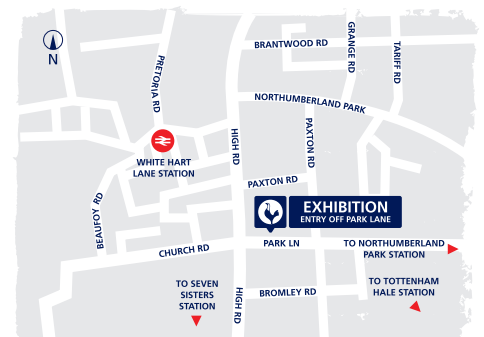 BRANTWOOD RD
GRANGE RD
TARIFF RD
N
PRETORIA RD
NORTHUMBERLAND PARK
HIGH RD
PAXTON RD
WHITE HART
LANE STATION
PAXTON RD
BEAUFOY RD
EXHIBITION
ENTRY OFF PARK LANE
CHURCH RD
PARK LN
TO NORTHUMBERLAND
PARK STATION
TO SEVEN
SISTERS
STATION
HIGH RD
BROMLEY RD
TO TOTTENHAM
HALE STATION